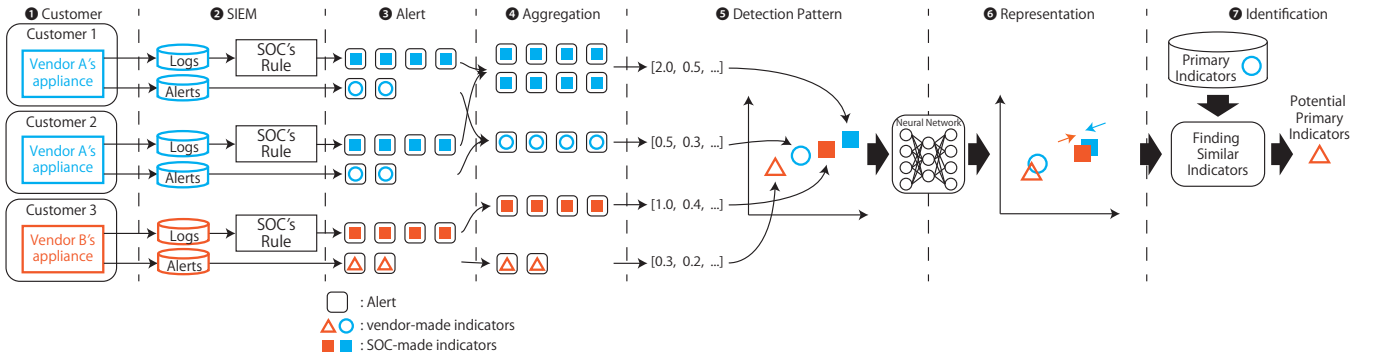 ❶ Customer
❷ SIEM
❸ Alert
❹ Aggregation
❺ Detection Pattern
❻ Representation
❼ Identification
Customer 1
Vendor A's
appliance
Logs
SOC's
Rule
Alerts
Customer 2
Vendor A's
appliance
Logs
SOC's
Rule
Alerts
Customer 3
Vendor B's
appliance
Logs
SOC's
Rule
Alerts
[2.0, 0.5, ...]
[0.5, 0.3, ...]
[1.0, 0.4, ...]
[0.3, 0.2, ...]
Neural Network
Primary
Indicators
Finding
Similar
Indicators
Potential
Primary
Indicators
: Alert
: vendor-made indicators
: SOC-made indicators